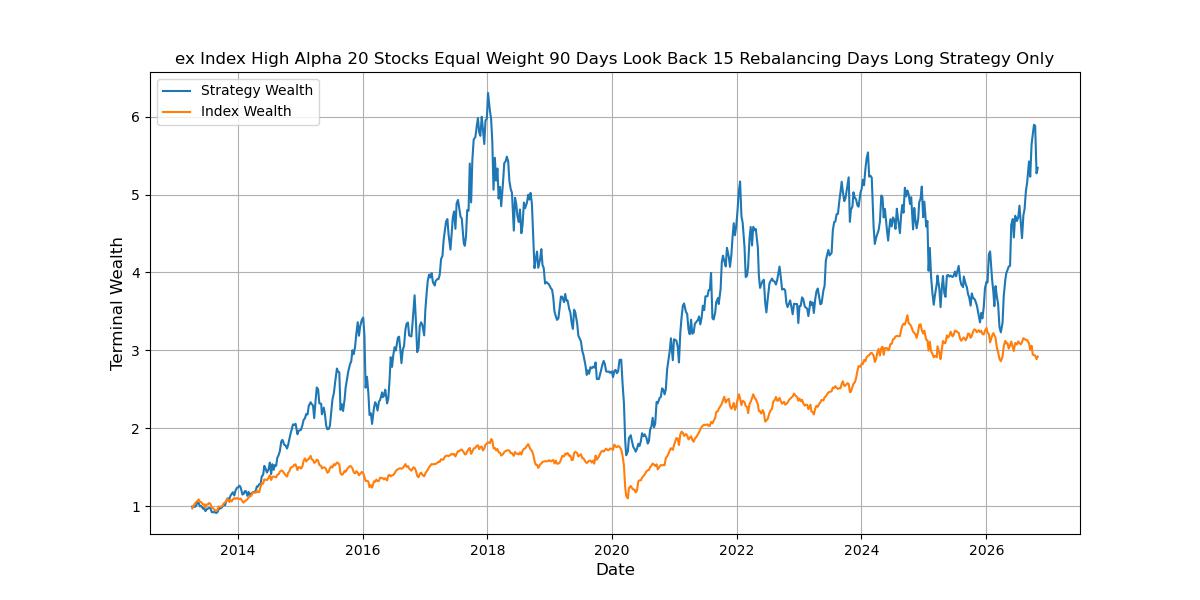 ex Index High Alpha 20 Stocks Equal Weight 90 Days Look Back 15 Rebalancing Days Long Strategy Only
Strategy Wealth
Index Wealth
Terminal Wealth
6
5
4
3
2
1
2014 2016 2018 2020 2022 2024 2026
Date